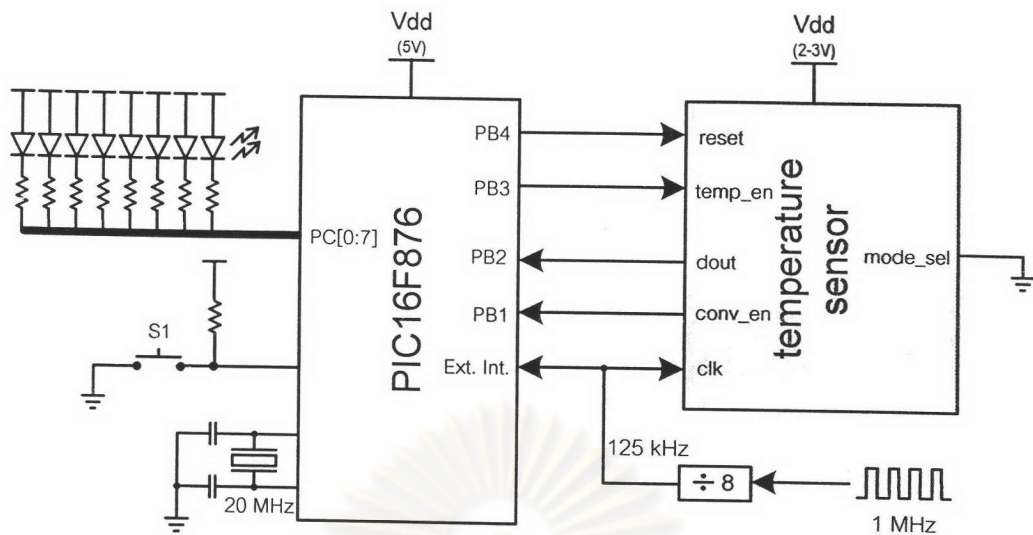 Vdd
(5V)
Vdd
(2-3V)
PB4
reset
PB3
temp_en
PC[0:7]
PIC16F876
PB2
dout
temperature
sensor
mode_sel
PB1
conv_en
S1
Ext. Int.
clk
125 kHz
÷ 8
20 MHz
1 MHz